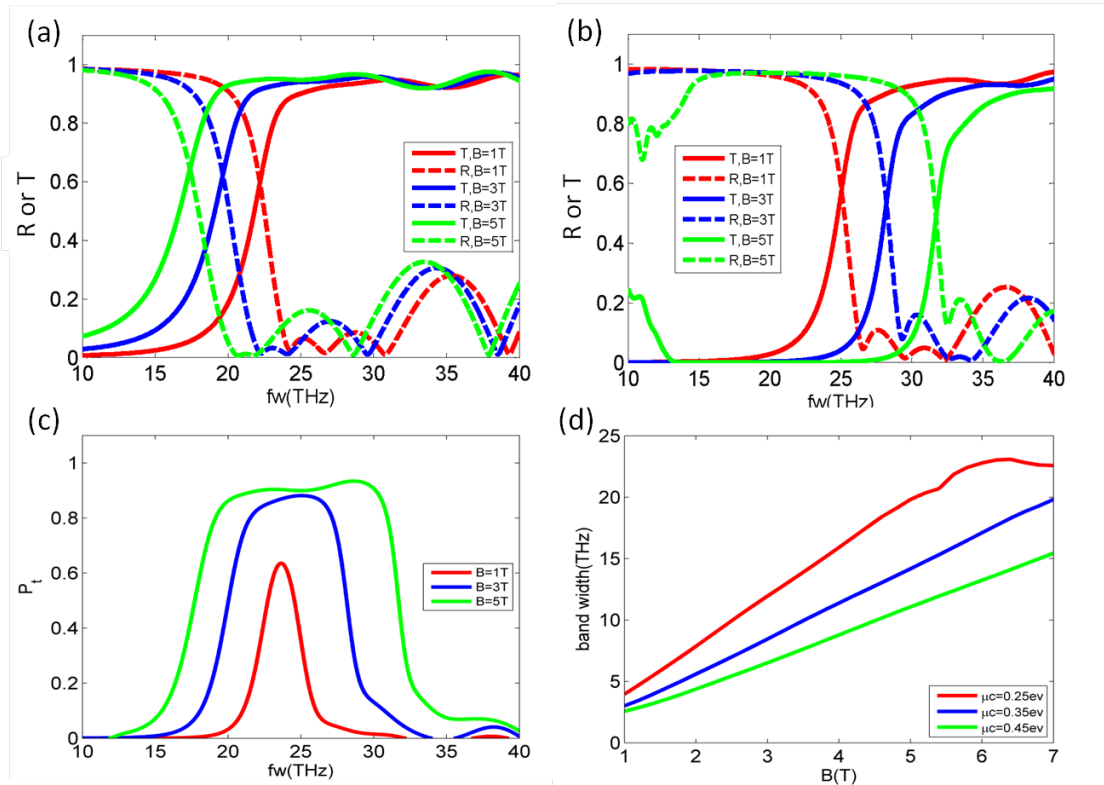 (a)
1
0.8
0.6
0.4
0.2
0
R or T
10 15 20 25 30 35 40
fw(THz)
T,B=1T
R,B=1T
T,B=3T
R,B=3T
T,B=5T
R,B=5T
(b)
1
0.8
0.6
0.4
0.2
0
R or T
10 15 20 25 30 35 40
fw(THz)
T,B=1T
R,B=1T
T,B=3T
R,B=3T
T,B=5T
R,B=5T
(c)
1
0.8
0.6
0.4
0.2
0
P_t
10 15 20 25 30 35 40
fw(THz)
B=1T
B=3T
B=5T
(d)
25
20
15
10
5
0
band width(THz)
1 2 3 4 5 6 7
B(T)
μc=0.25ev
μc=0.35ev
μc=0.45ev